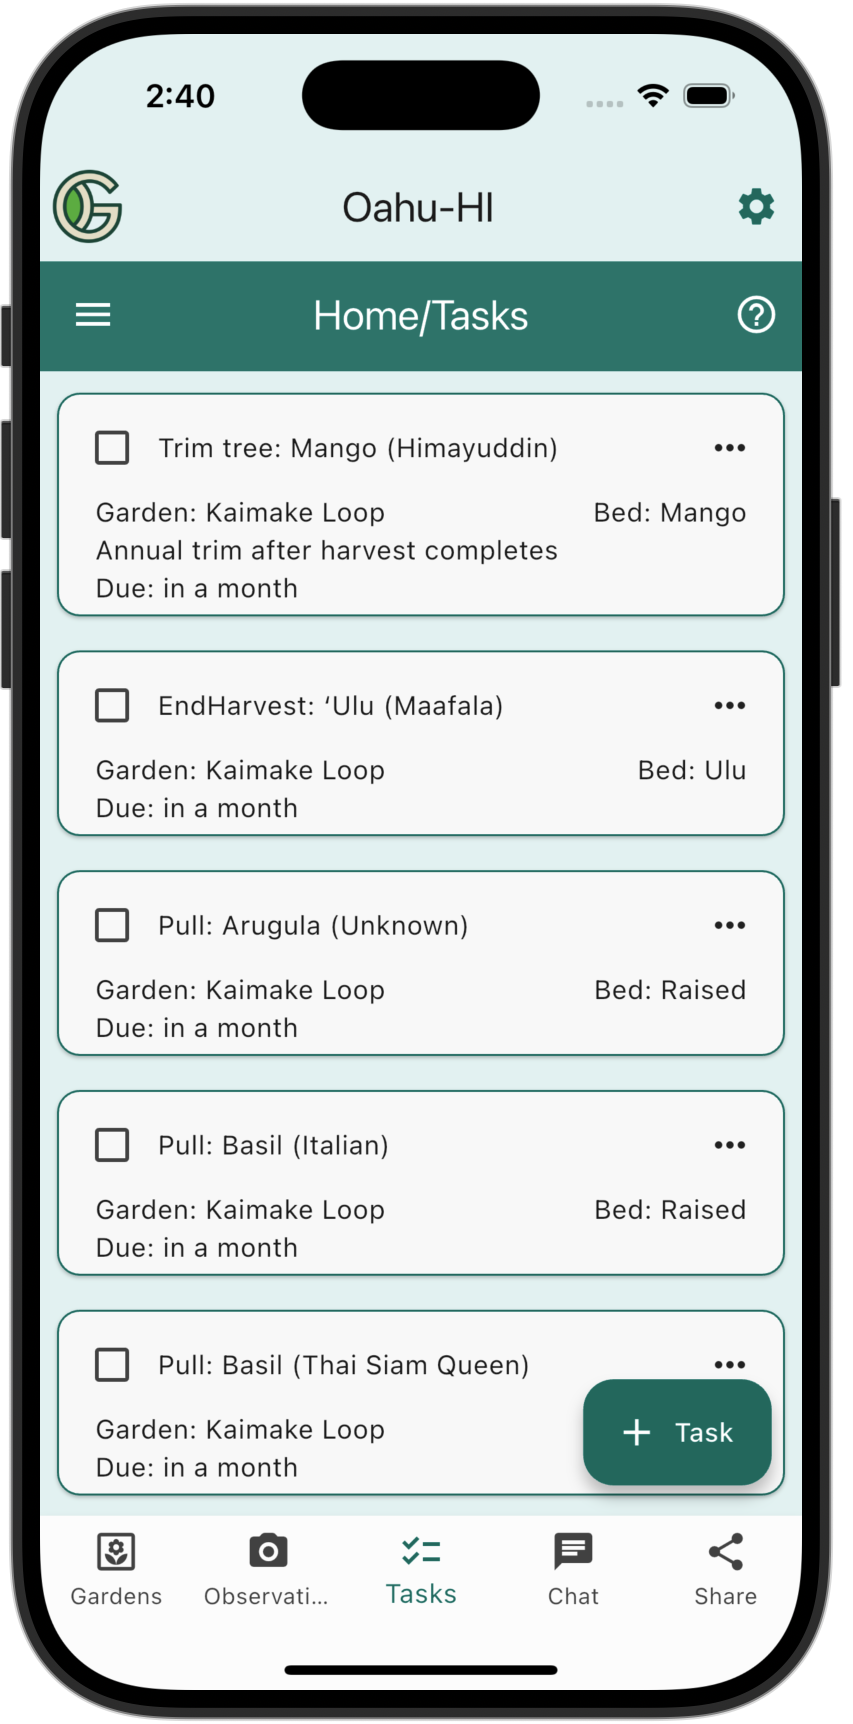 2:40
Oahu-HI
Home/Tasks
Trim tree: Mango (Himayuddin)
Garden: Kaimake Loop Bed: Mango
Annual trim after harvest completes
Due: in a month
EndHarvest: ‘Ulu (Maafala)
Garden: Kaimake Loop Bed: Ulu
Due: in a month
Pull: Arugula (Unknown)
Garden: Kaimake Loop Bed: Raised
Due: in a month
Pull: Basil (Italian)
Garden: Kaimake Loop Bed: Raised
Due: in a month
Pull: Basil (Thai Siam Queen)
Garden: Kaimake Loop
Due: in a month
+ Task
Gardens Observati... Tasks Chat Share